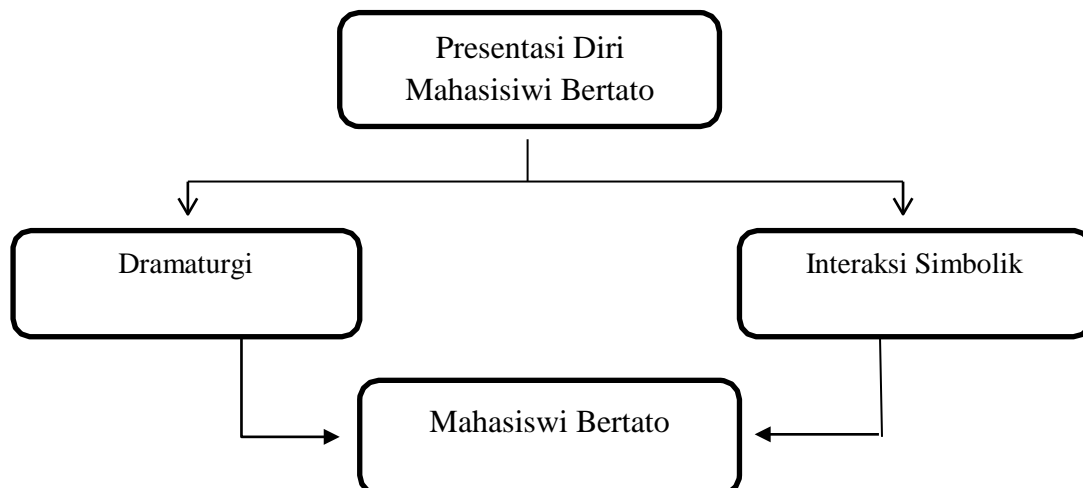 Presentasi Diri
Mahasisiwi Bertato
Dramaturgi
Interaksi Simbolik
Mahasiswi Bertato